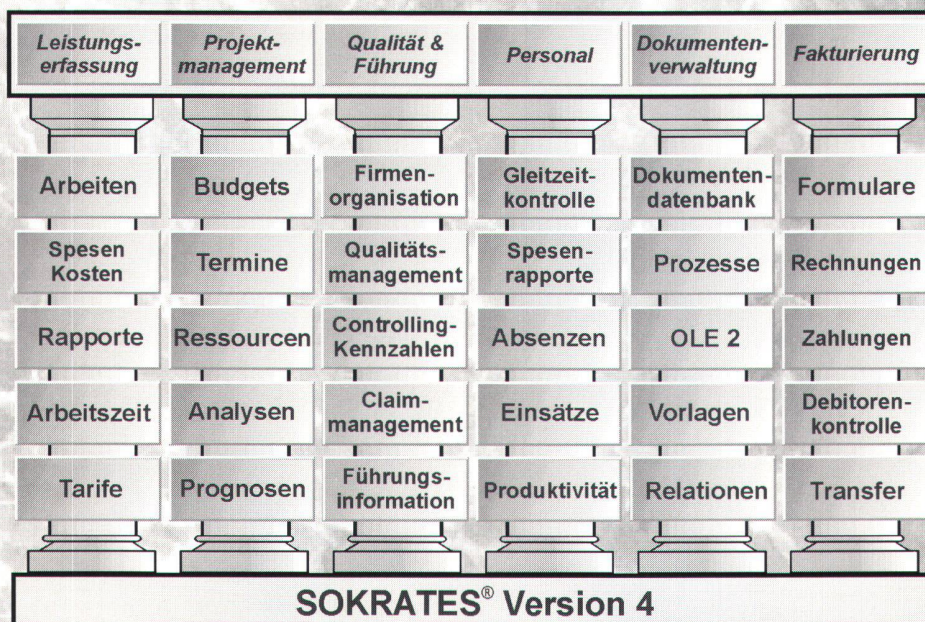 Leistungs-
erfassung
Projekt-
management
Qualität &
Führung
Personal
Dokumenten-
verwaltung
Fakturierung
Arbeiten
Budgets
Firmen-
organisation
Gleitzeit-
kontrolle
Dokumenten-
datenbank
Formulare
Spesen
Kosten
Termine
Qualitäts-
management
Spesen-
rapporte
Prozesse
Rechnungen
Rapporte
Ressourcen
Controlling-
Kennzahlen
Absenzen
OLE 2
Zahlungen
Arbeitszeit
Analysen
Claim-
management
Einsätze
Vorlagen
Debitoren-
kontrolle
Tarife
Prognosen
Führungs-
information
Produktivität
Relationen
Transfer
SOKRATES® Version 4